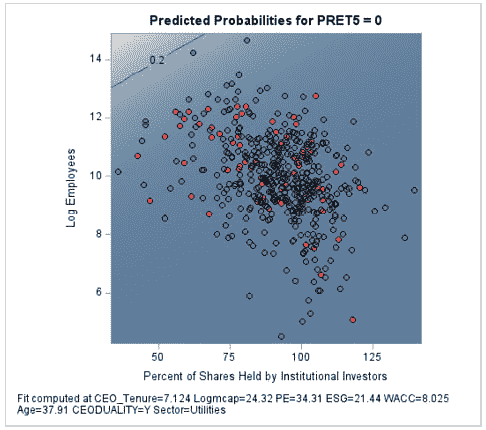 Predicted Probabilities for PRET5 = 0
14
0.2
12
10
8
6
Log Employees
50 75 100 125
Percent of Shares Held by Institutional Investors
Fit computed at CEO_Tenure=7.124 Logmcap=24.32 PE=34.31 ESG=21.44 WACC=8.025
Age=37.91 CEODUALITY=Y Sector=Utilities